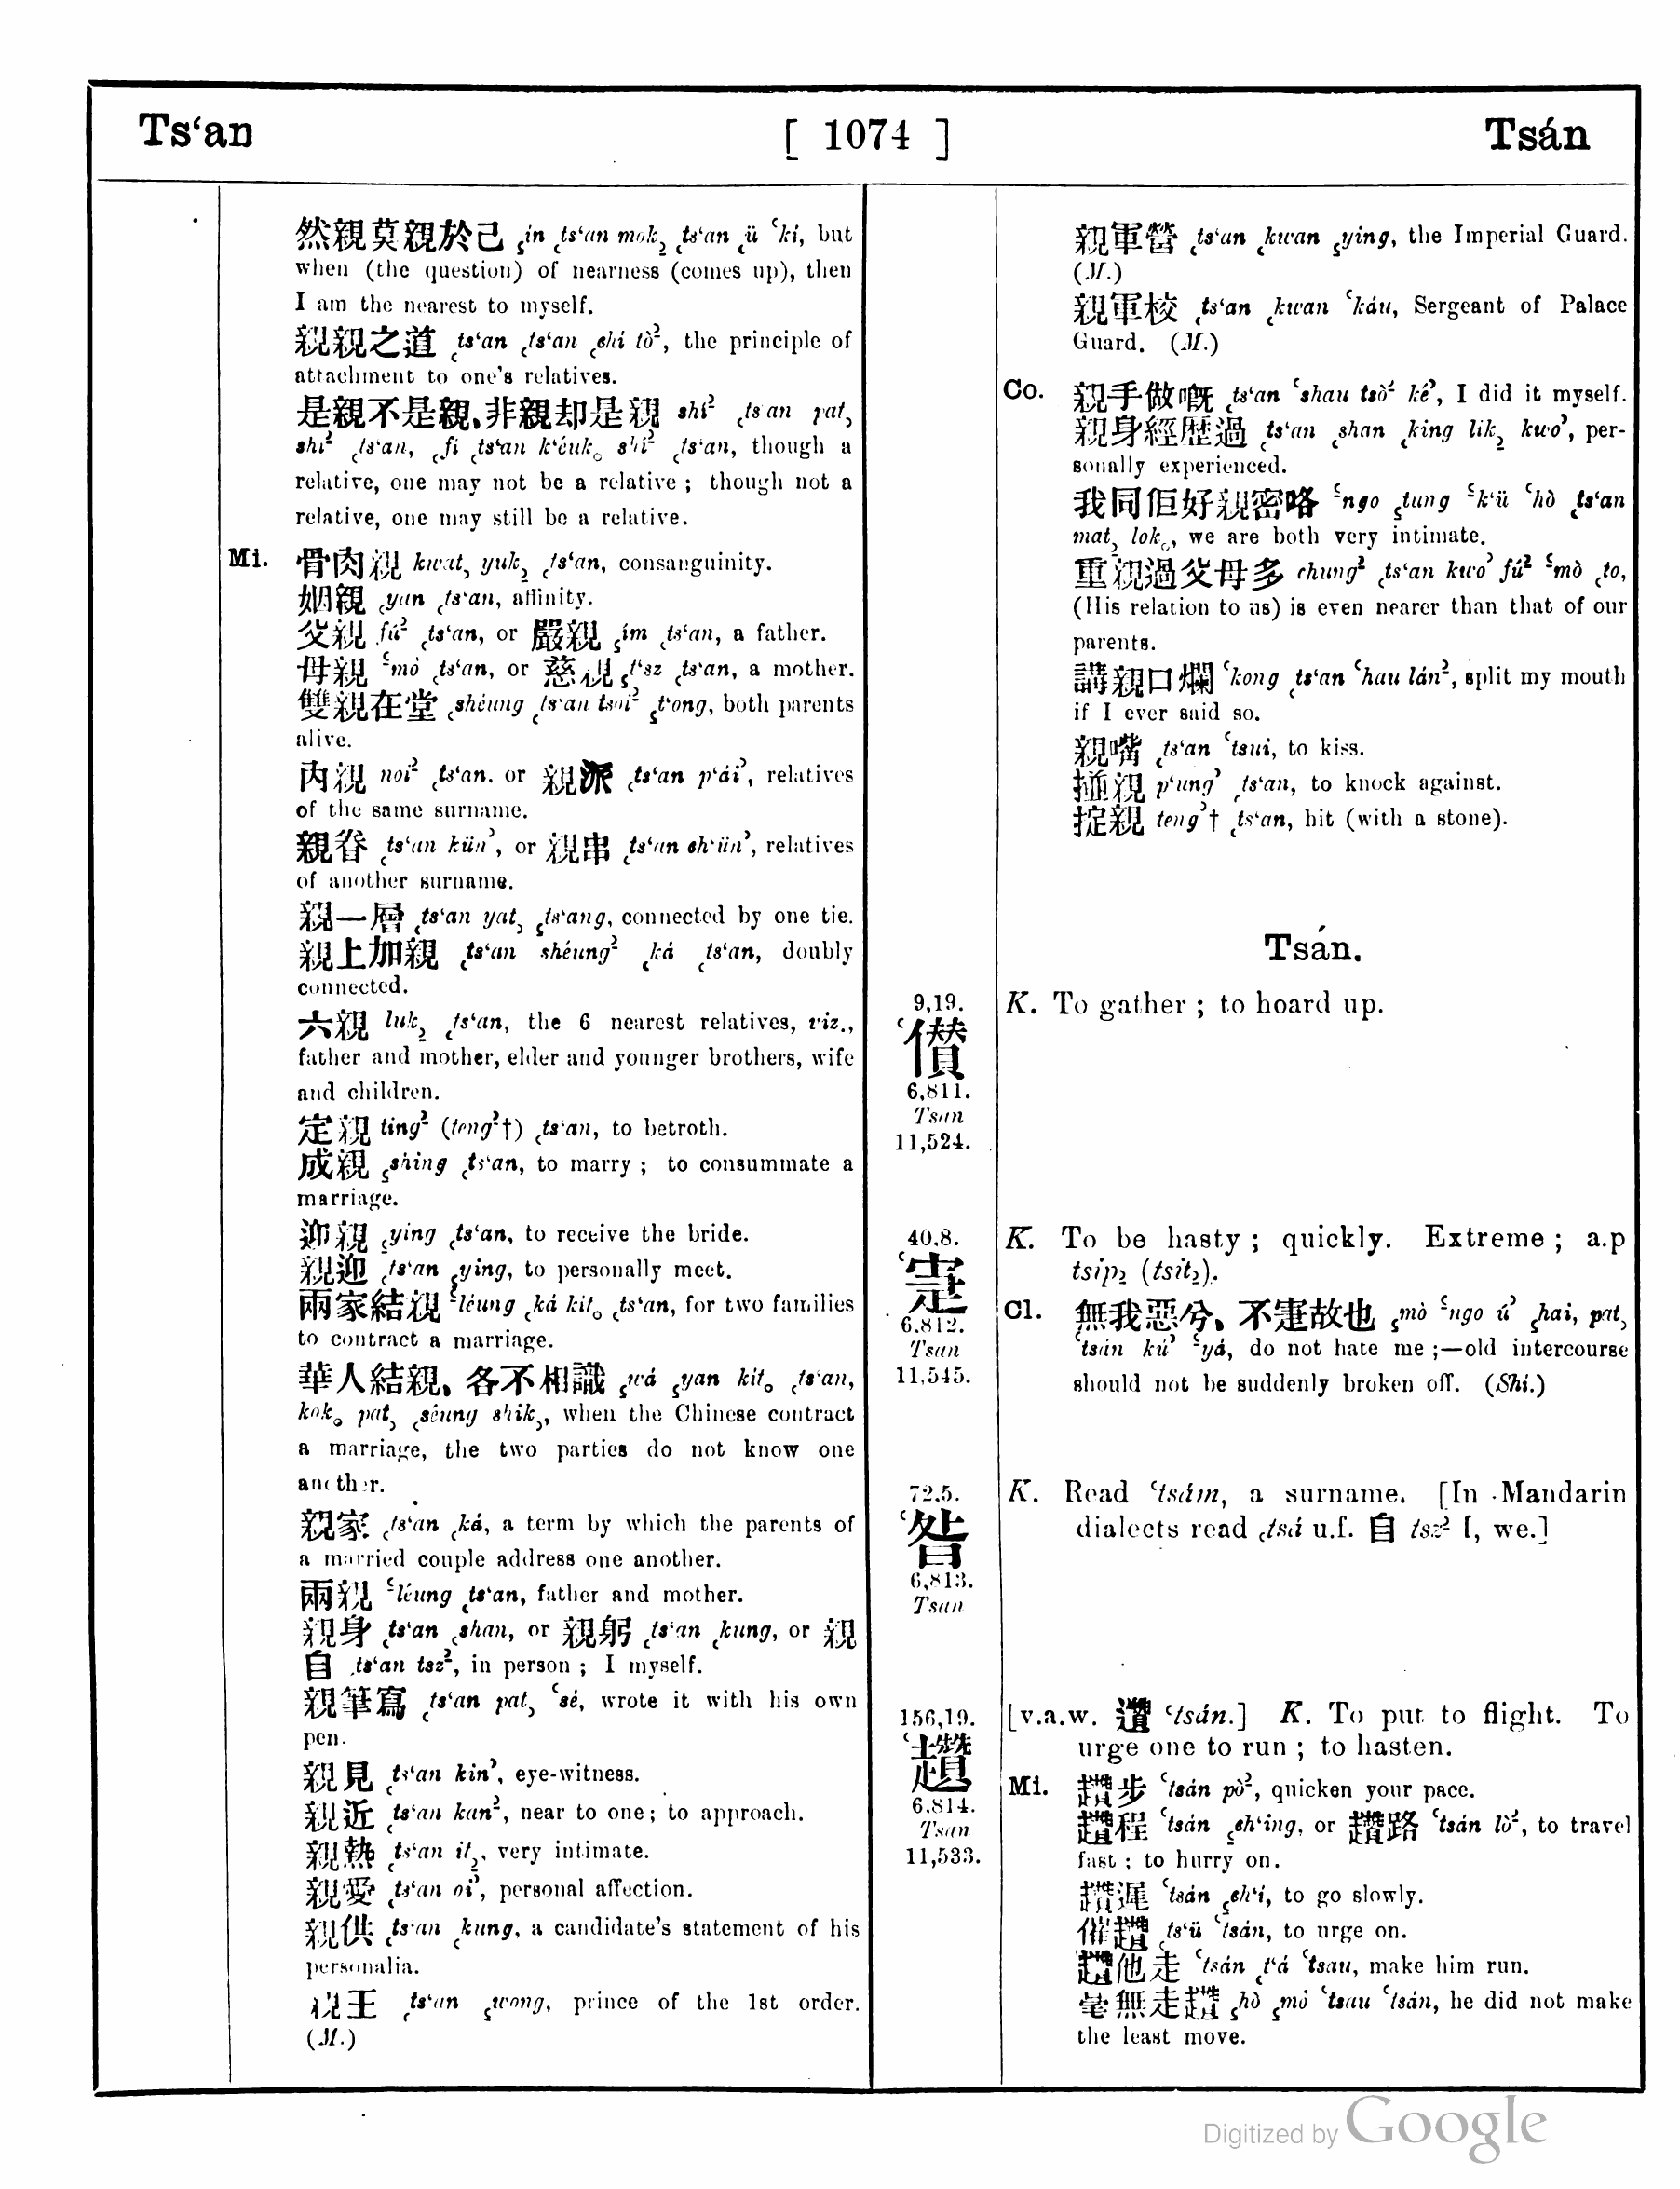 Ts‘an [ 1074 ] Tsán
然親莫親於己 ͜in ͜ts‘an mok₂ ͜ts‘an ͜ü ‘ki, but
when (the question) of nearness (comes up), then
I am the nearest to myself.
親親之道 ͜ts‘an ͜ts‘an ͜chi tò², the principle of
attachment to one's relatives.
是親不是親、非親却是親 shí² ͜ts‘an pat,
shí² ͜ts‘an, ͜fi ͜ts‘an k‘éuk。 shí² ͜ts‘an, though a
relative, one may not be a relative; though not a
relative, one may still be a relative.
Mi. 骨肉親 kwat, yuk₂ ͜ts‘an, consanguinity.
姻親 ͜yan ͜ts‘an, affinity.
父親 fú² ͜ts‘an, or 嚴親 ͜ím ͜ts‘an, a father.
母親 ‘mò ͜ts‘an, or 慈親 ͜t‘sz ͜ts‘an, a mother.
雙親在堂 ͜shéung ͜ts‘an tsoi² ͜t‘ong, both parents
alive.
內親 noi² ͜ts‘an. or 親派 ͜ts‘an p‘ái’, relatives
of the same surname.
親眷 ͜ts‘an kün’, or 親串 ͜ts‘an ch‘ün’, relatives
of another surname.
親一層 ͜ts‘an yat, ͜ts‘ang, connected by one tie.
親上加親 ͜ts‘an shéung² ͜ká ͜ts‘an, doubly
connected.
六親 luk₂ ͜ts‘an, the 6 nearest relatives, viz.,
father and mother, elder and younger brothers, wife
and children.
定親 ting² (teng²†) ͜ts‘an, to betroth.
成親 ͜shing ͜ts‘an, to marry; to consummate a
marriage.
迎親 ͜ying ͜ts‘an, to receive the bride.
親迎 ͜ts‘an ͜ying, to personally meet.
兩家結親 ‘léung ͜ká kít。 ͜ts‘an, for two families
to contract a marriage.
華人結親、各不相識 ͜wá ͜yan kít。 ͜ts‘an,
kok。 pat, ͜séung shik,, when the Chinese contract
a marriage, the two parties do not know one
another.
親家 ͜ts‘an ͜ká, a term by which the parents of
a married couple address one another.
兩親 ‘léung ͜ts‘an, father and mother.
親身 ͜ts‘an ͜shan, or 親躬 ͜ts‘an ͜kung, or 親
自 ͜ts‘an tsz², in person; I myself.
親筆寫 ͜ts‘an pat, ‘sé, wrote it with his own
pen.
親見 ͜ts‘an kin’, eye-witness.
親近 ͜ts‘an kan², near to one; to approach.
親熱 ͜ts‘an it₂, very intimate.
親愛 ͜ts‘an oi’, personal affection.
親供 ͜ts‘an ͜kung, a candidate's statement of his
personalia.
親王 ͜ts‘an ͜wong, prince of the 1st order.
(M.)
親軍營 ͜ts‘an ͜kwan ͜ying, the Imperial Guard.
(M.)
親軍校 ͜ts‘an ͜kwan ‘káu, Sergeant of Palace
Guard. (M.)
Co. 親手做嘅 ͜ts‘an ‘shau tsò² kê’, I did it myself.
親身經歷過 ͜ts‘an ͜shan ͜king lik₂ kwo’, per-
sonally experienced.
我同佢好親密咯 ‘ngo ͜tung ‘k‘ü ‘hò ͜ts‘an
mat, lok。, we are both very intimate.
重親過父母多 chung² ͜ts‘an kwo’ fú² ‘mò ͜to,
(His relation to us) is even nearer than that of our
parents.
講親口爛 ‘kong ͜ts‘an ‘hau lán², split my mouth
if I ever said so.
親嘴 ͜ts‘an ‘tsui, to kiss.
掽親 p‘ung’ ͜ts‘an, to knock against.
掟親 teng’† ͜ts‘an, hit (with a stone).
Tsán.
9,19.
‘儹
6,811.
Tsan
11,524.
K. To gather; to hoard up.
40,8.
‘寁
6,812.
Tsan
11,545.
K. To be hasty; quickly. Extreme; a.p
tsip₂ (tsit₂).
Cl. 無我惡兮、不寁故也 ͜mò ‘ngo ú’ ͜hai, pat,
‘tsán kú’ ‘yá, do not hate me;—old intercourse
should not be suddenly broken off. (Shi.)
72,5.
‘昝
6,813.
Tsan
K. Read ‘tsám, a surname. [In Mandarin
dialects read ͜tsá u.f. 自 tsz² I, we.]
156,19.
‘趲
6,814.
Tsan
11,533.
[v.a.w. 𨙏 ‘tsán.] K. To put to flight. To
urge one to run; to hasten.
Mi. 趲步 ‘tsán pò², quicken your pace.
趲程 ‘tsán ͜ch‘ing, or 趲路 ‘tsán lò², to travel
fast; to hurry on.
趲遲 ‘tsán ͜ch‘í, to go slowly.
催趲 ͜ts‘ü ‘tsán, to urge on.
趲他走 ‘tsán ͜t‘á ‘tsau, make him run.
毫無走趲 ͜hò ͜mò ‘tsau ‘tsán, he did not make
the least move.
Digitized by Google